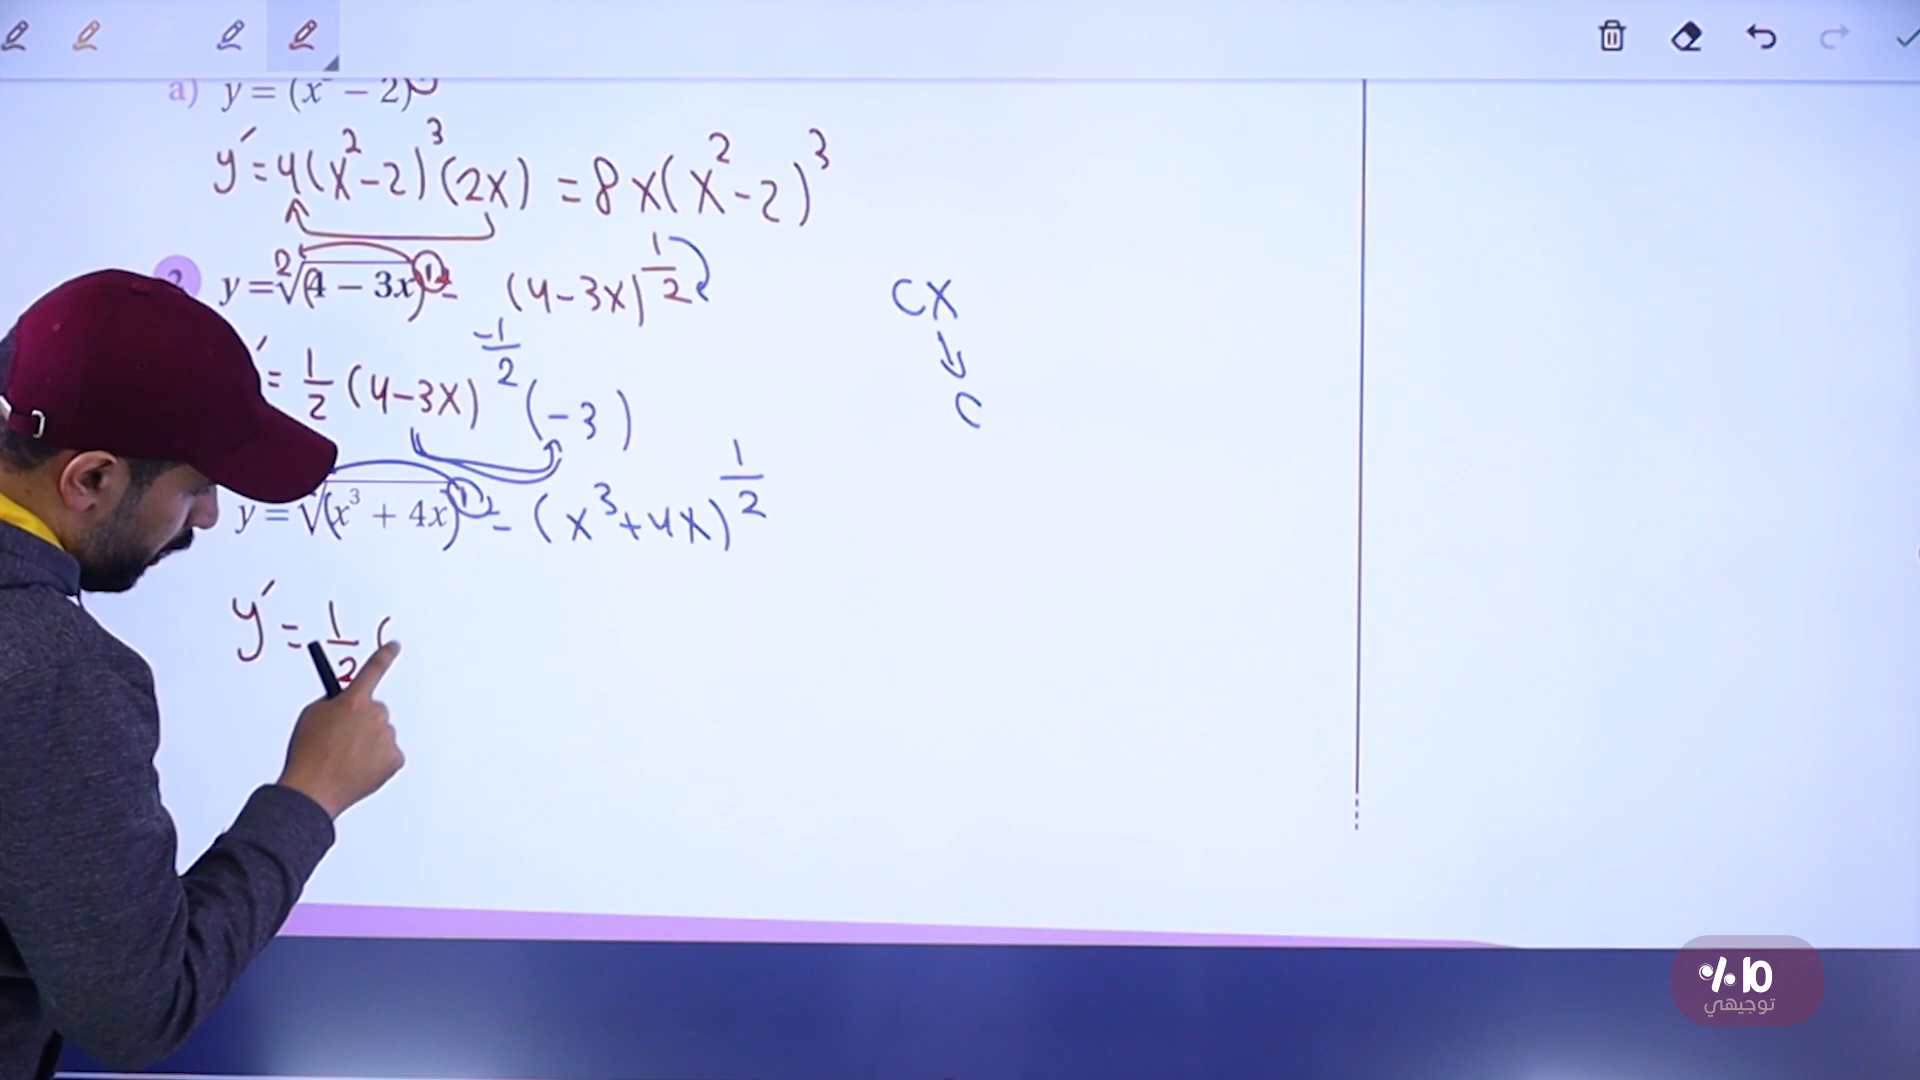 a) y = (x² − 2)
y′ = 4(x²-2)³(2x) = 8x(x²-2)³
y = ²√(4 − 3x)¹ = (4-3x)^{1/2}
′ = 1/2 (4-3x)^{-1/2} (-3)
y = √(x³ + 4x)¹ = (x³+4x)^{1/2}
y′ = 1/2 (
CX
C
%10
توجيهي